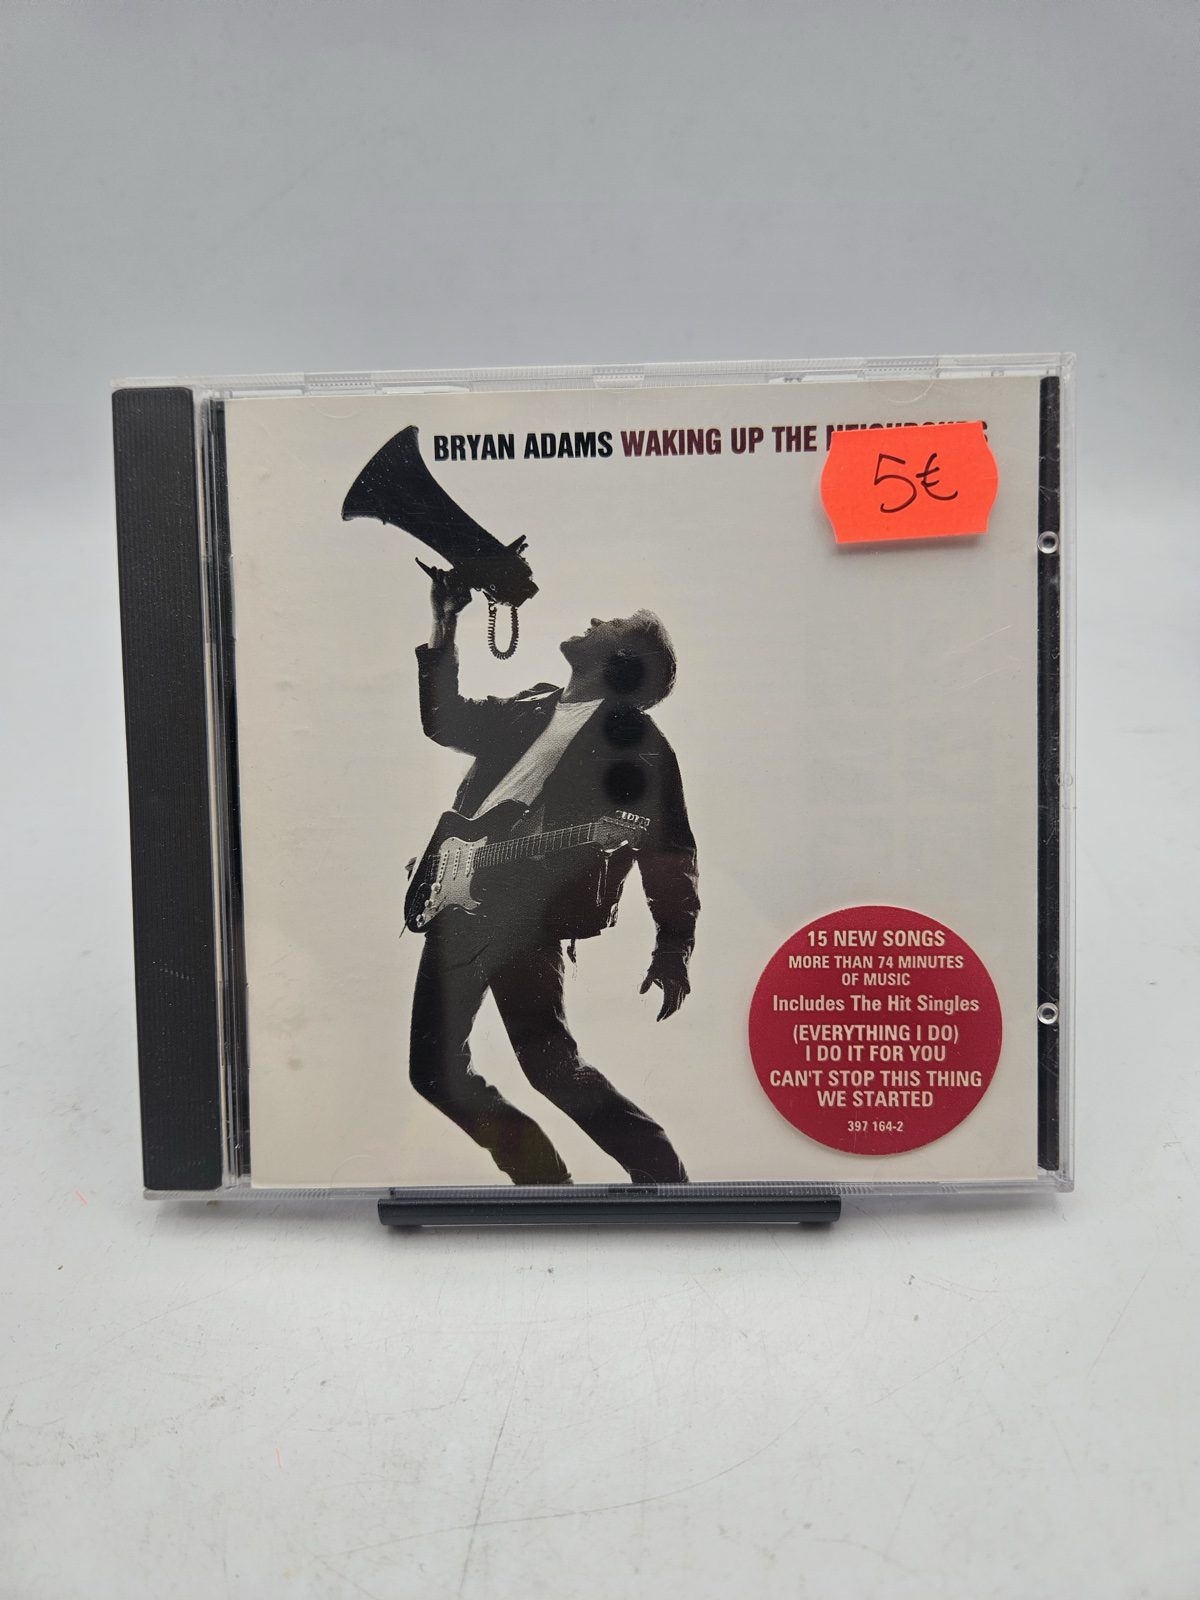 BRYAN ADAMS WAKING UP THE NEIGHBOURS
5€
15 NEW SONGS
MORE THAN 74 MINUTES
OF MUSIC
Includes The Hit Singles
(EVERYTHING I DO)
I DO IT FOR YOU
CAN'T STOP THIS THING
WE STARTED
397 164-2